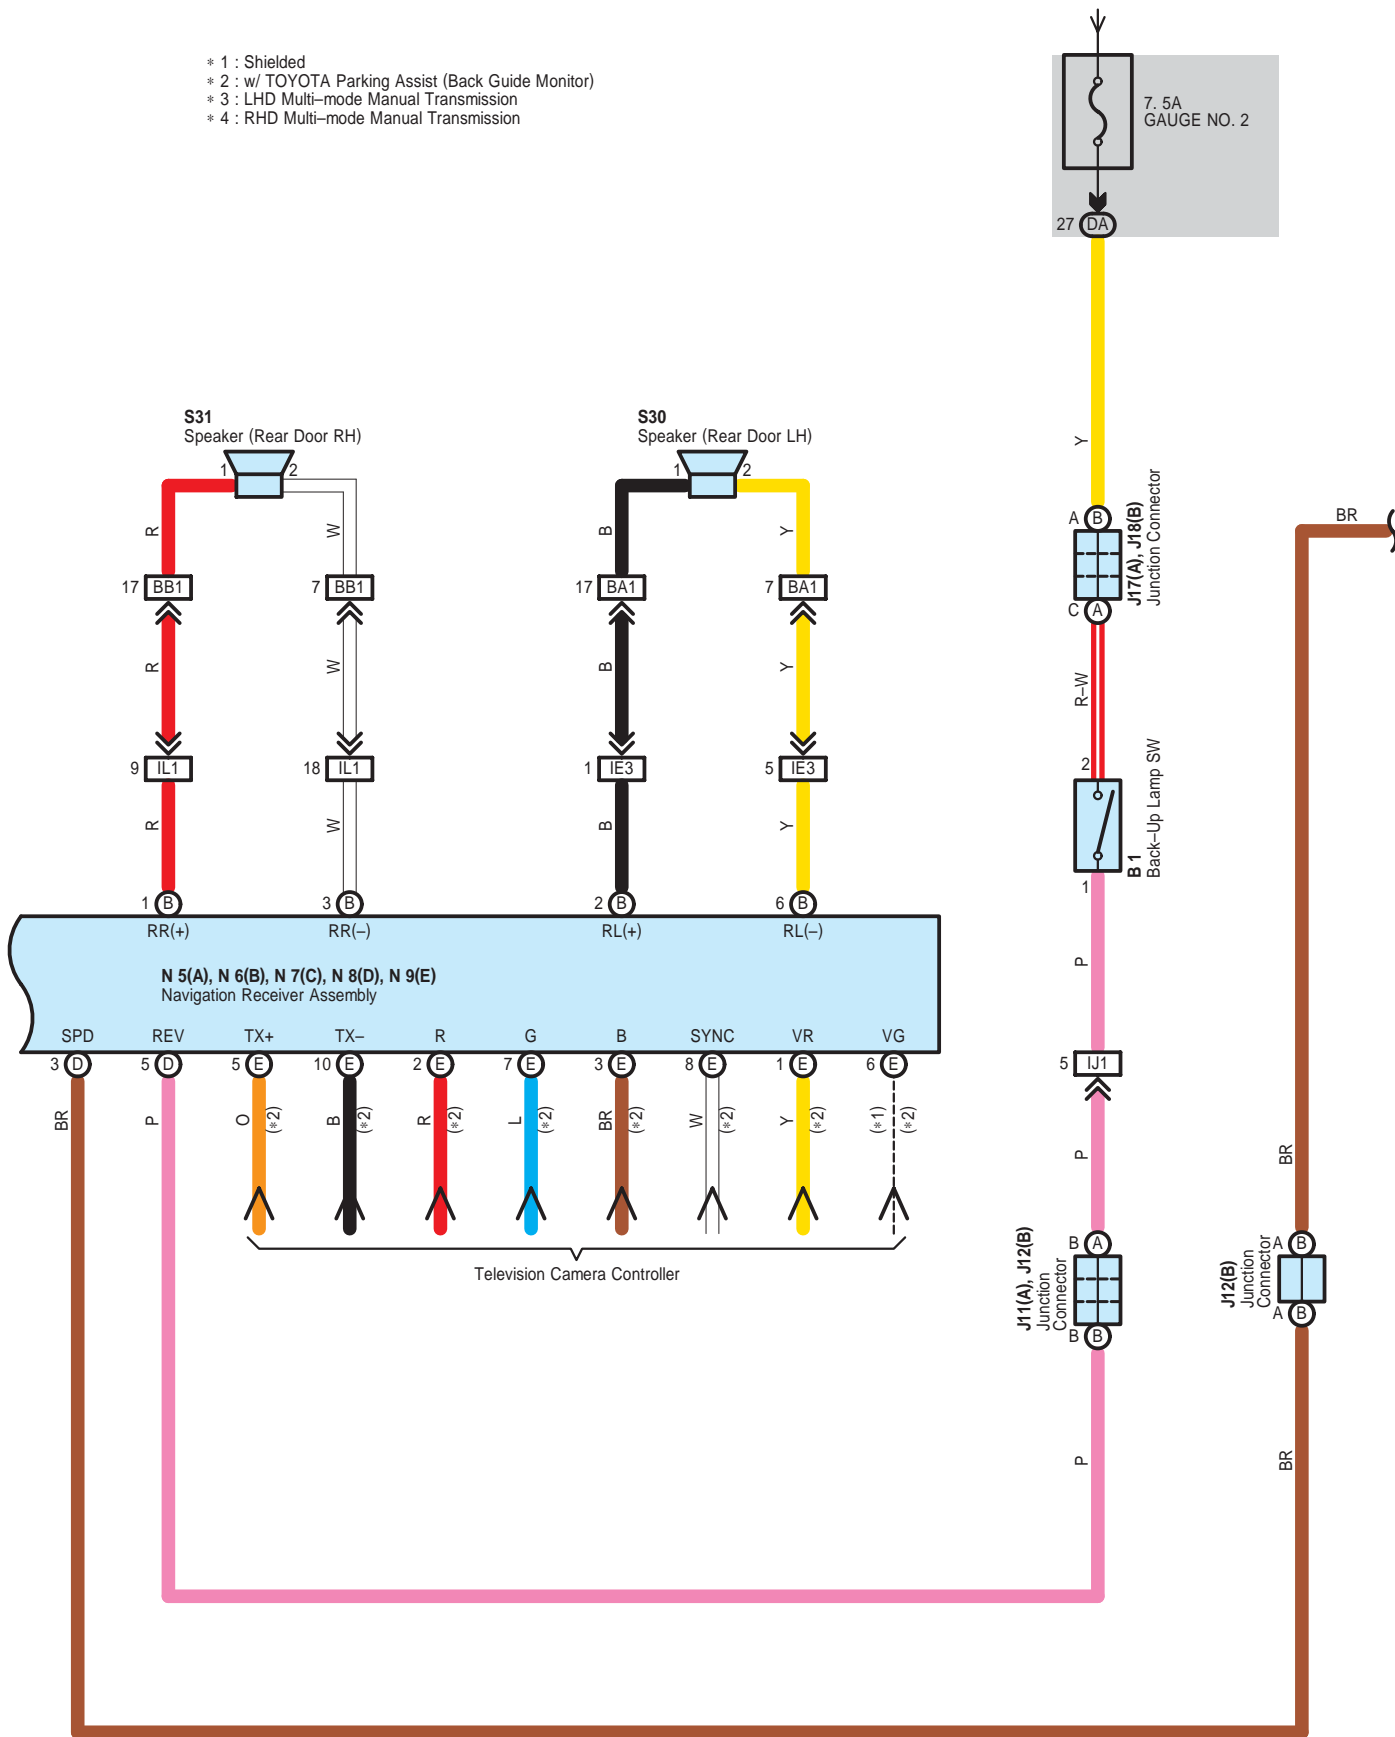 * 1 : Shielded
* 2 : w/ TOYOTA Parking Assist (Back Guide Monitor)
* 3 : LHD Multi–mode Manual Transmission
* 4 : RHD Multi–mode Manual Transmission
7. 5A
GAUGE NO. 2
27 DA
Y
S31
Speaker (Rear Door RH)
1 2
S30
Speaker (Rear Door LH)
1 2
R W B Y
17 BB1 7 BB1 17 BA1 7 BA1
R W B Y
9 IL1 18 IL1 1 IE3 5 IE3
R W B Y
1 B 3 B 2 B 6 B
RR(+) RR(–) RL(+) RL(–)
N 5(A), N 6(B), N 7(C), N 8(D), N 9(E)
Navigation Receiver Assembly
SPD REV TX+ TX– R G B SYNC VR VG
3 D 5 D 5 E 10 E 2 E 7 E 3 E 8 E 1 E 6 E
BR P O (*2) B (*2) R (*2) L (*2) BR (*2) W (*2) Y (*2) (*1) (*2)
Television Camera Controller
A B
J17(A), J18(B)
Junction Connector
C A
R–W
2
B 1
Back–Up Lamp SW
1
P
5 IJ1
P
B A
J11(A), J12(B)
Junction
Connector
B B
P
BR
BR
A B
J12(B)
Junction
Connector
A B
BR